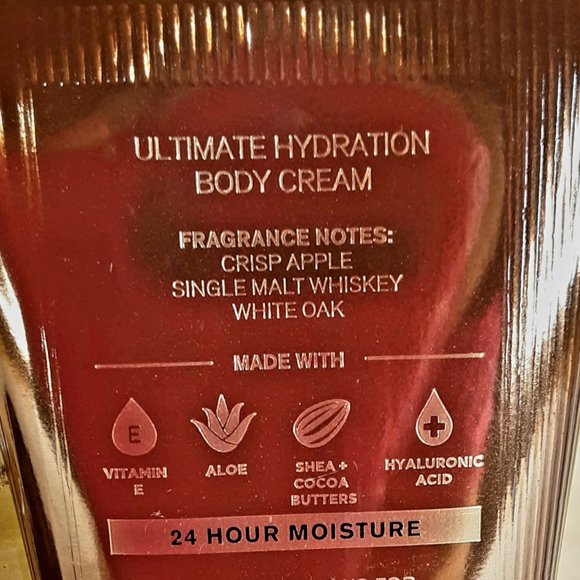 ULTIMATE HYDRATION
BODY CREAM
FRAGRANCE NOTES:
CRISP APPLE
SINGLE MALT WHISKEY
WHITE OAK
MADE WITH
E
VITAMIN
E
ALOE
SHEA +
COCOA
BUTTERS
HYALURONIC
ACID
24 HOUR MOISTURE
FOR